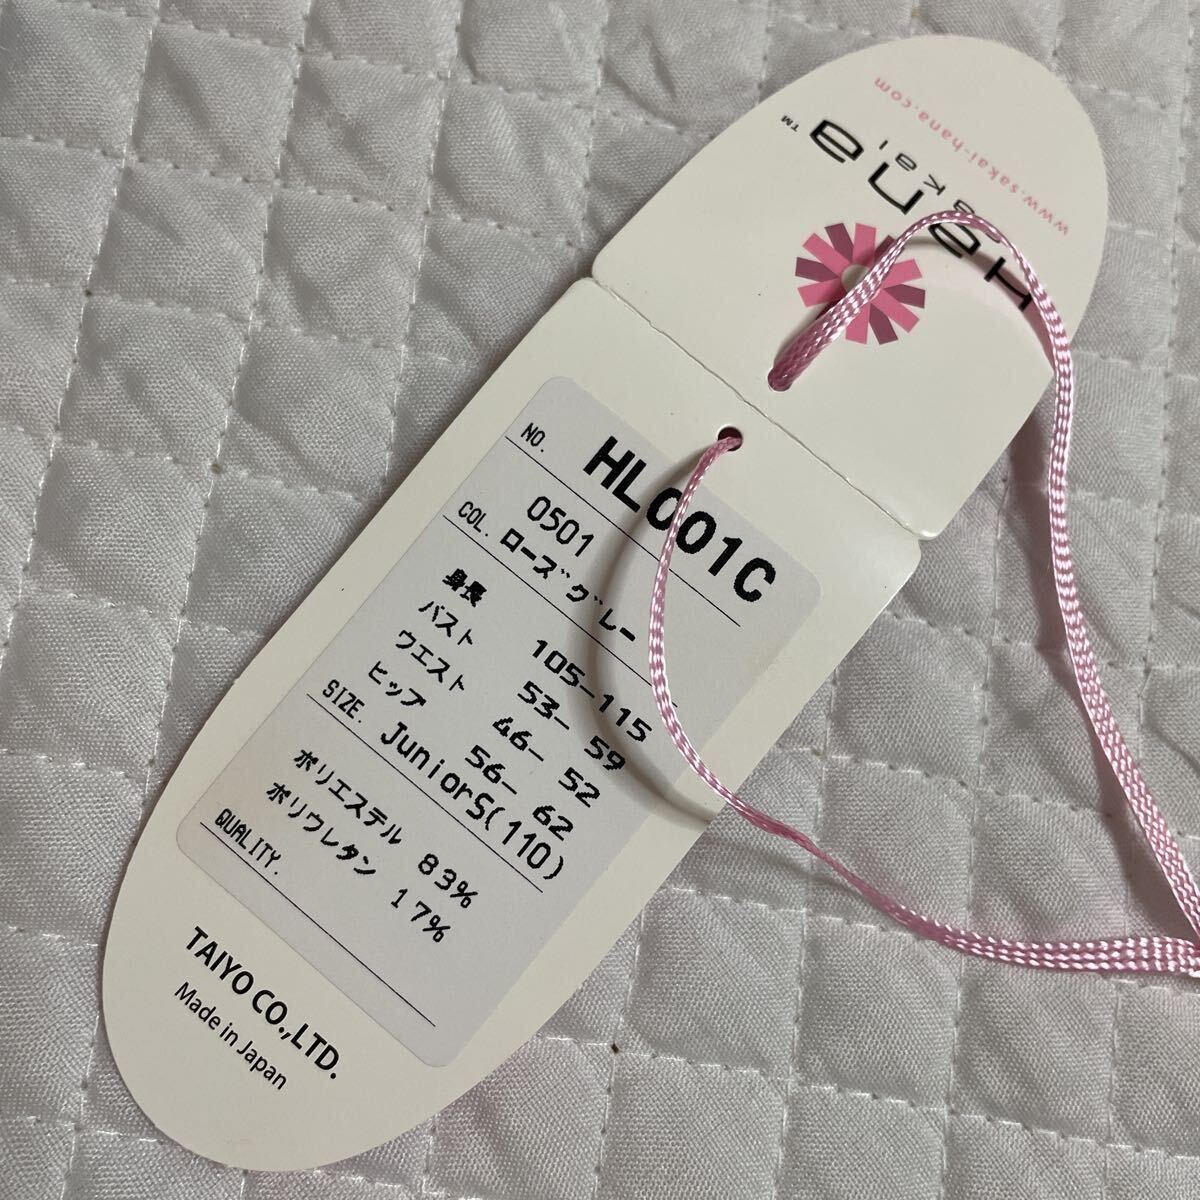 www.sakai-hana.com
Hana™
sakai
NO. HL001C
0501
COL. ローズグレー
身長 105-115
バスト 53- 59
ウエスト 46- 52
ヒップ 56- 62
SIZE. JuniorS(110)
ポリエステル 83%
ポリウレタン 17%
QUALITY.
TAIYO CO.,LTD.
Made in Japan